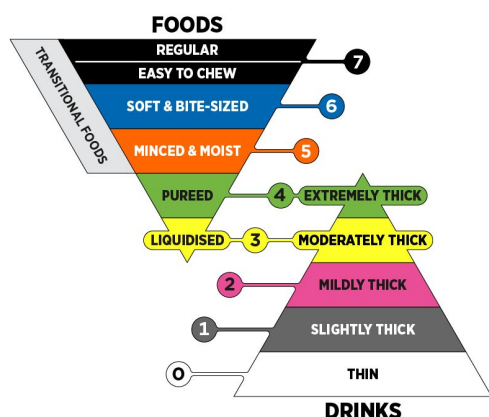 FOODS
REGULAR
7
EASY TO CHEW
TRANSITIONAL FOODS
SOFT & BITE-SIZED
6
MINCED & MOIST
5
PUREED
4
EXTREMELY THICK
LIQUIDISED
3
MODERATELY THICK
2
MILDLY THICK
1
SLIGHTLY THICK
0
THIN
DRINKS